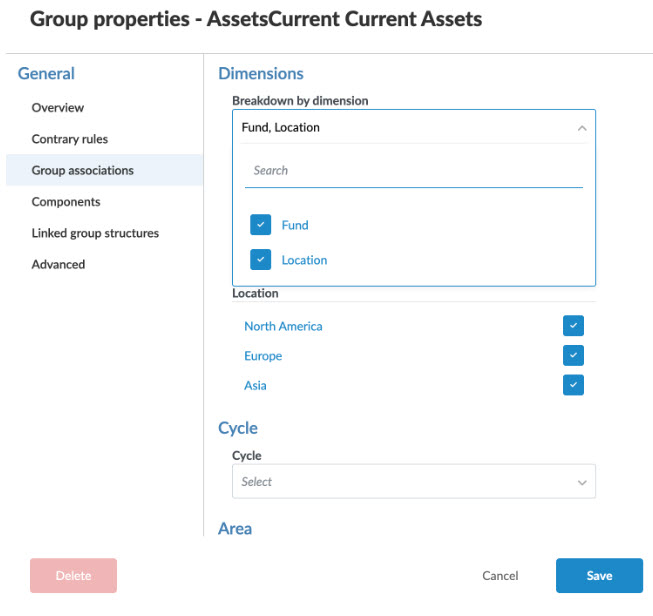 Group properties - AssetsCurrent Current Assets
General
Overview
Contrary rules
Group associations
Components
Linked group structures
Advanced
Dimensions
Breakdown by dimension
Fund, Location
Search
Fund
Location
Location
North America
Europe
Asia
Cycle
Cycle
Select
Area
Delete
Cancel
Save